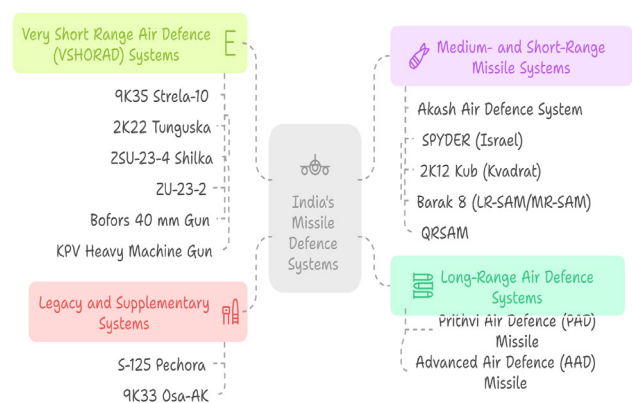 Very Short Range Air Defence
(VSHORAD) Systems
9K35 Strela-10
2K22 Tunguska
ZSU-23-4 Shilka
ZU-23-2
Bofors 40 mm Gun
KPV Heavy Machine Gun
Legacy and Supplementary
Systems
S-125 Pechora
9K33 Osa-AK
India's
Missile
Defence
Systems
Medium- and Short-Range
Missile Systems
Akash Air Defence System
SPYDER (Israel)
2K12 Kub (Kvadrat)
Barak 8 (LR-SAM/MR-SAM)
QRSAM
Long-Range Air Defence
Systems
Prithvi Air Defence (PAD)
Missile
Advanced Air Defence (AAD)
Missile